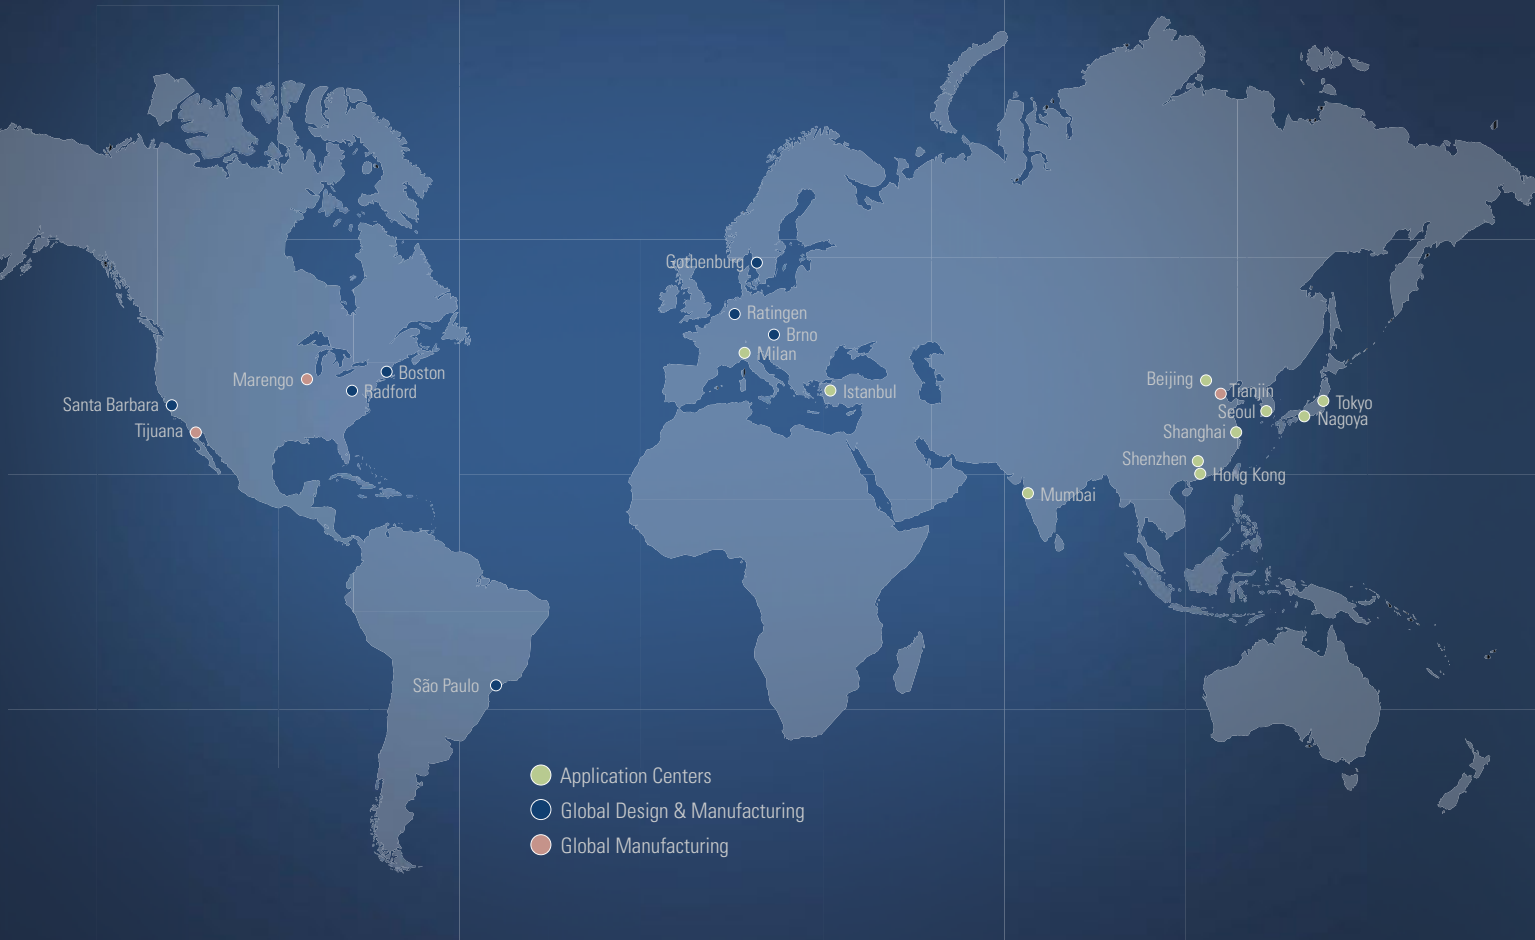 Gothenburg
Ratingen
Brno
Milan
Istanbul
Marengo
Boston
Radford
Santa Barbara
Tijuana
Beijing
Tianjin
Seoul
Tokyo
Nagoya
Shanghai
Shenzhen
Hong Kong
Mumbai
São Paulo
Application Centers
Global Design & Manufacturing
Global Manufacturing